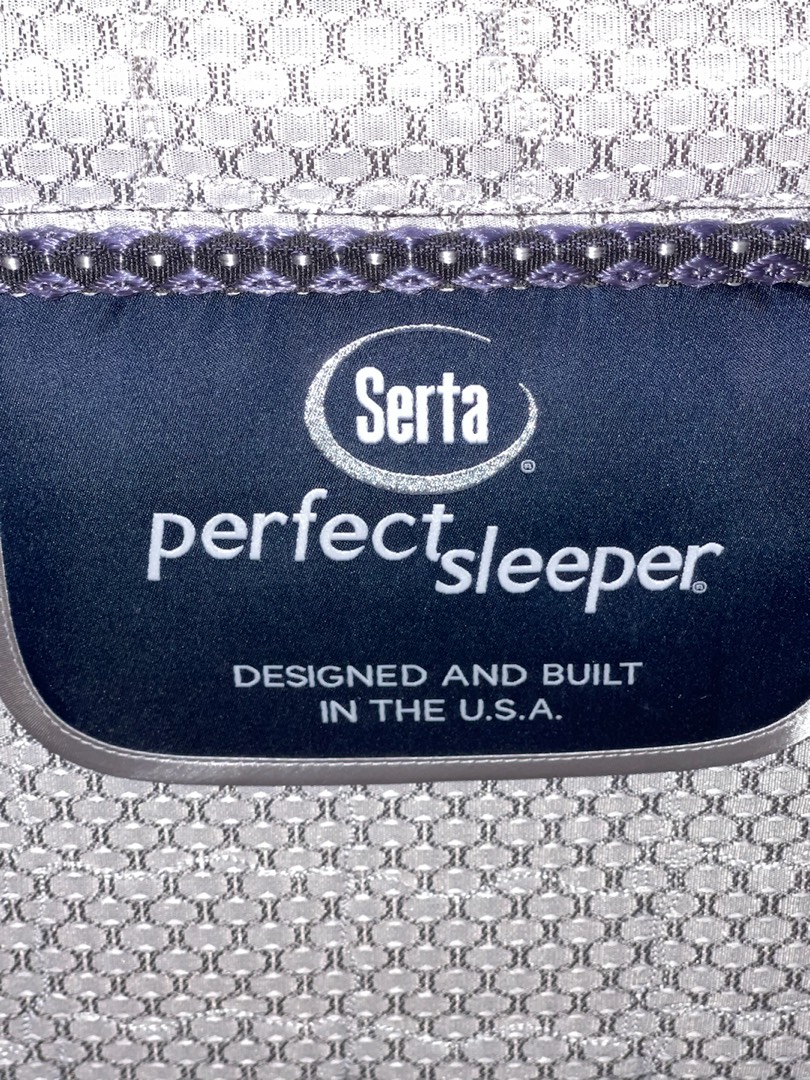 Serta®
perfect sleeper®
DESIGNED AND BUILT
IN THE U.S.A.